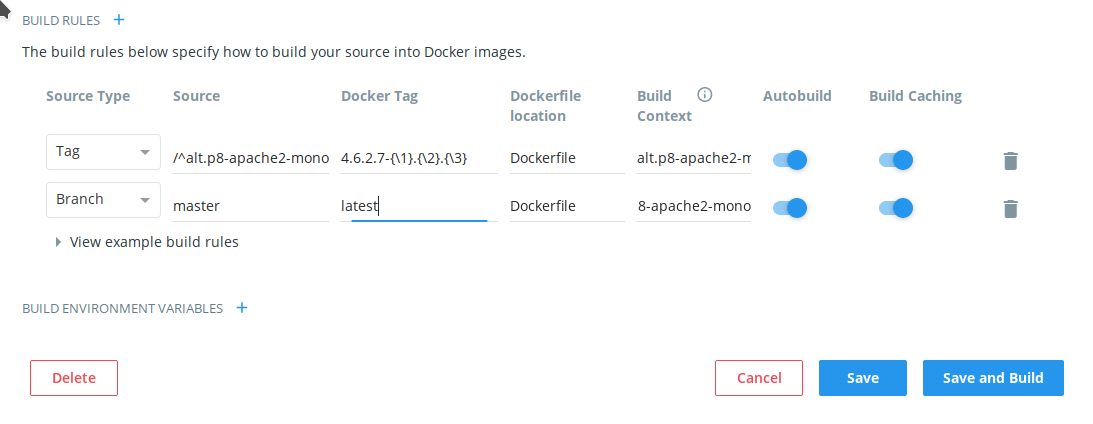 BUILD RULES +
The build rules below specify how to build your source into Docker images.
Source Type Source Docker Tag Dockerfile location Build Context Autobuild Build Caching
Tag /^alt.p8-apache2-mono 4.6.2.7-{\1}.{\2}.{\3} Dockerfile alt.p8-apache2-m
Branch master latest Dockerfile 8-apache2-mono
View example build rules
BUILD ENVIRONMENT VARIABLES +
Delete Cancel Save Save and Build